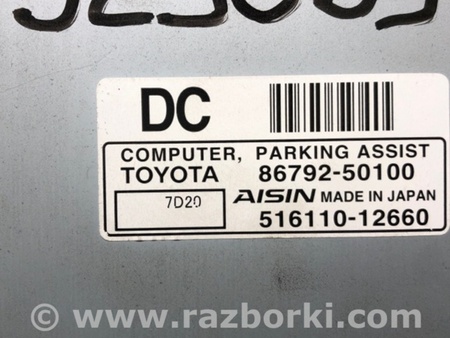 DC
COMPUTER, PARKING ASSIST
TOYOTA 86792-50100
7D20 AISIN MADE IN JAPAN
516110-12660
© www.razborki.com